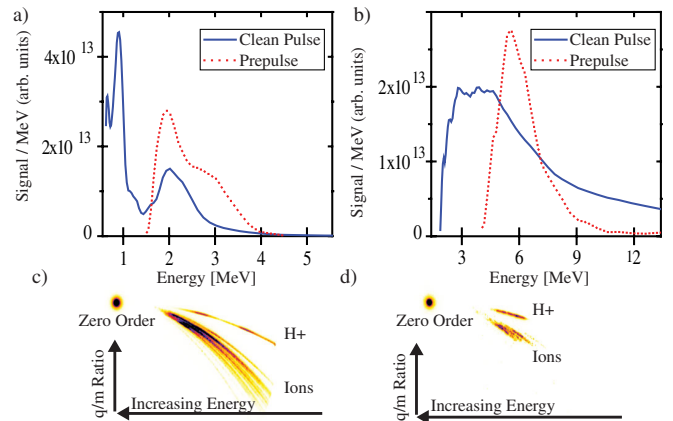 a)
b)
Signal / MeV (arb. units)
4x10 13
2x10 13
0
Clean Pulse
Prepulse
1 2 3 4 5
Energy [MeV]
Signal / MeV (arb. units)
2x10 13
1x10 13
0
Clean Pulse
Prepulse
3 6 9 12
Energy [MeV]
c)
Zero Order
H+
Ions
q/m Ratio
Increasing Energy
d)
Zero Order
H+
Ions
q/m Ratio
Increasing Energy